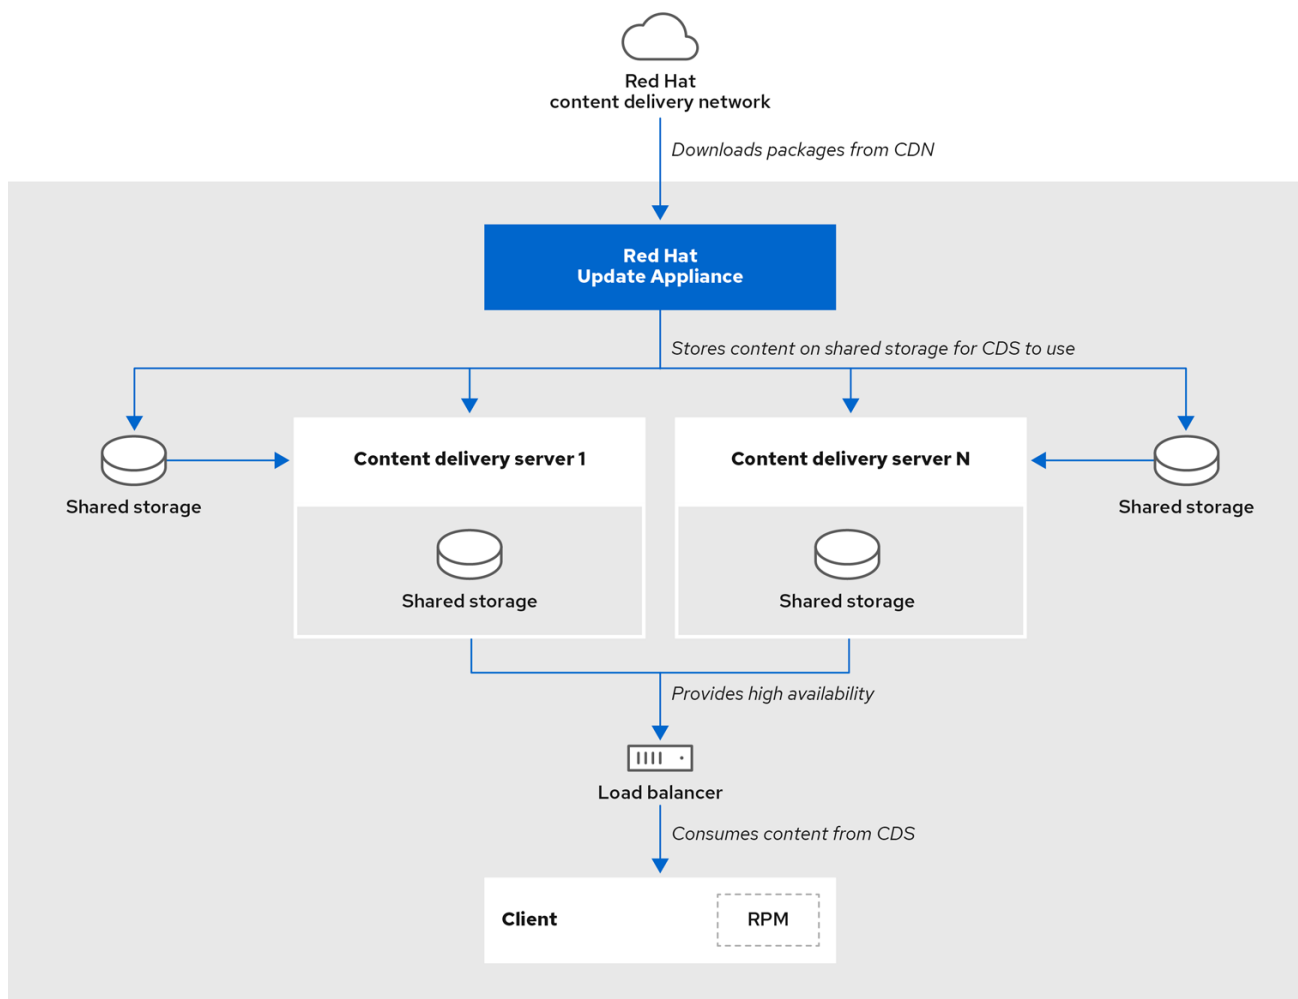 Red Hat
content delivery network
Downloads packages from CDN
Red Hat
Update Appliance
Stores content on shared storage for CDS to use
Content delivery server 1
Content delivery server N
Shared storage
Shared storage
Shared storage
Shared storage
Provides high availability
Load balancer
Consumes content from CDS
Client
RPM